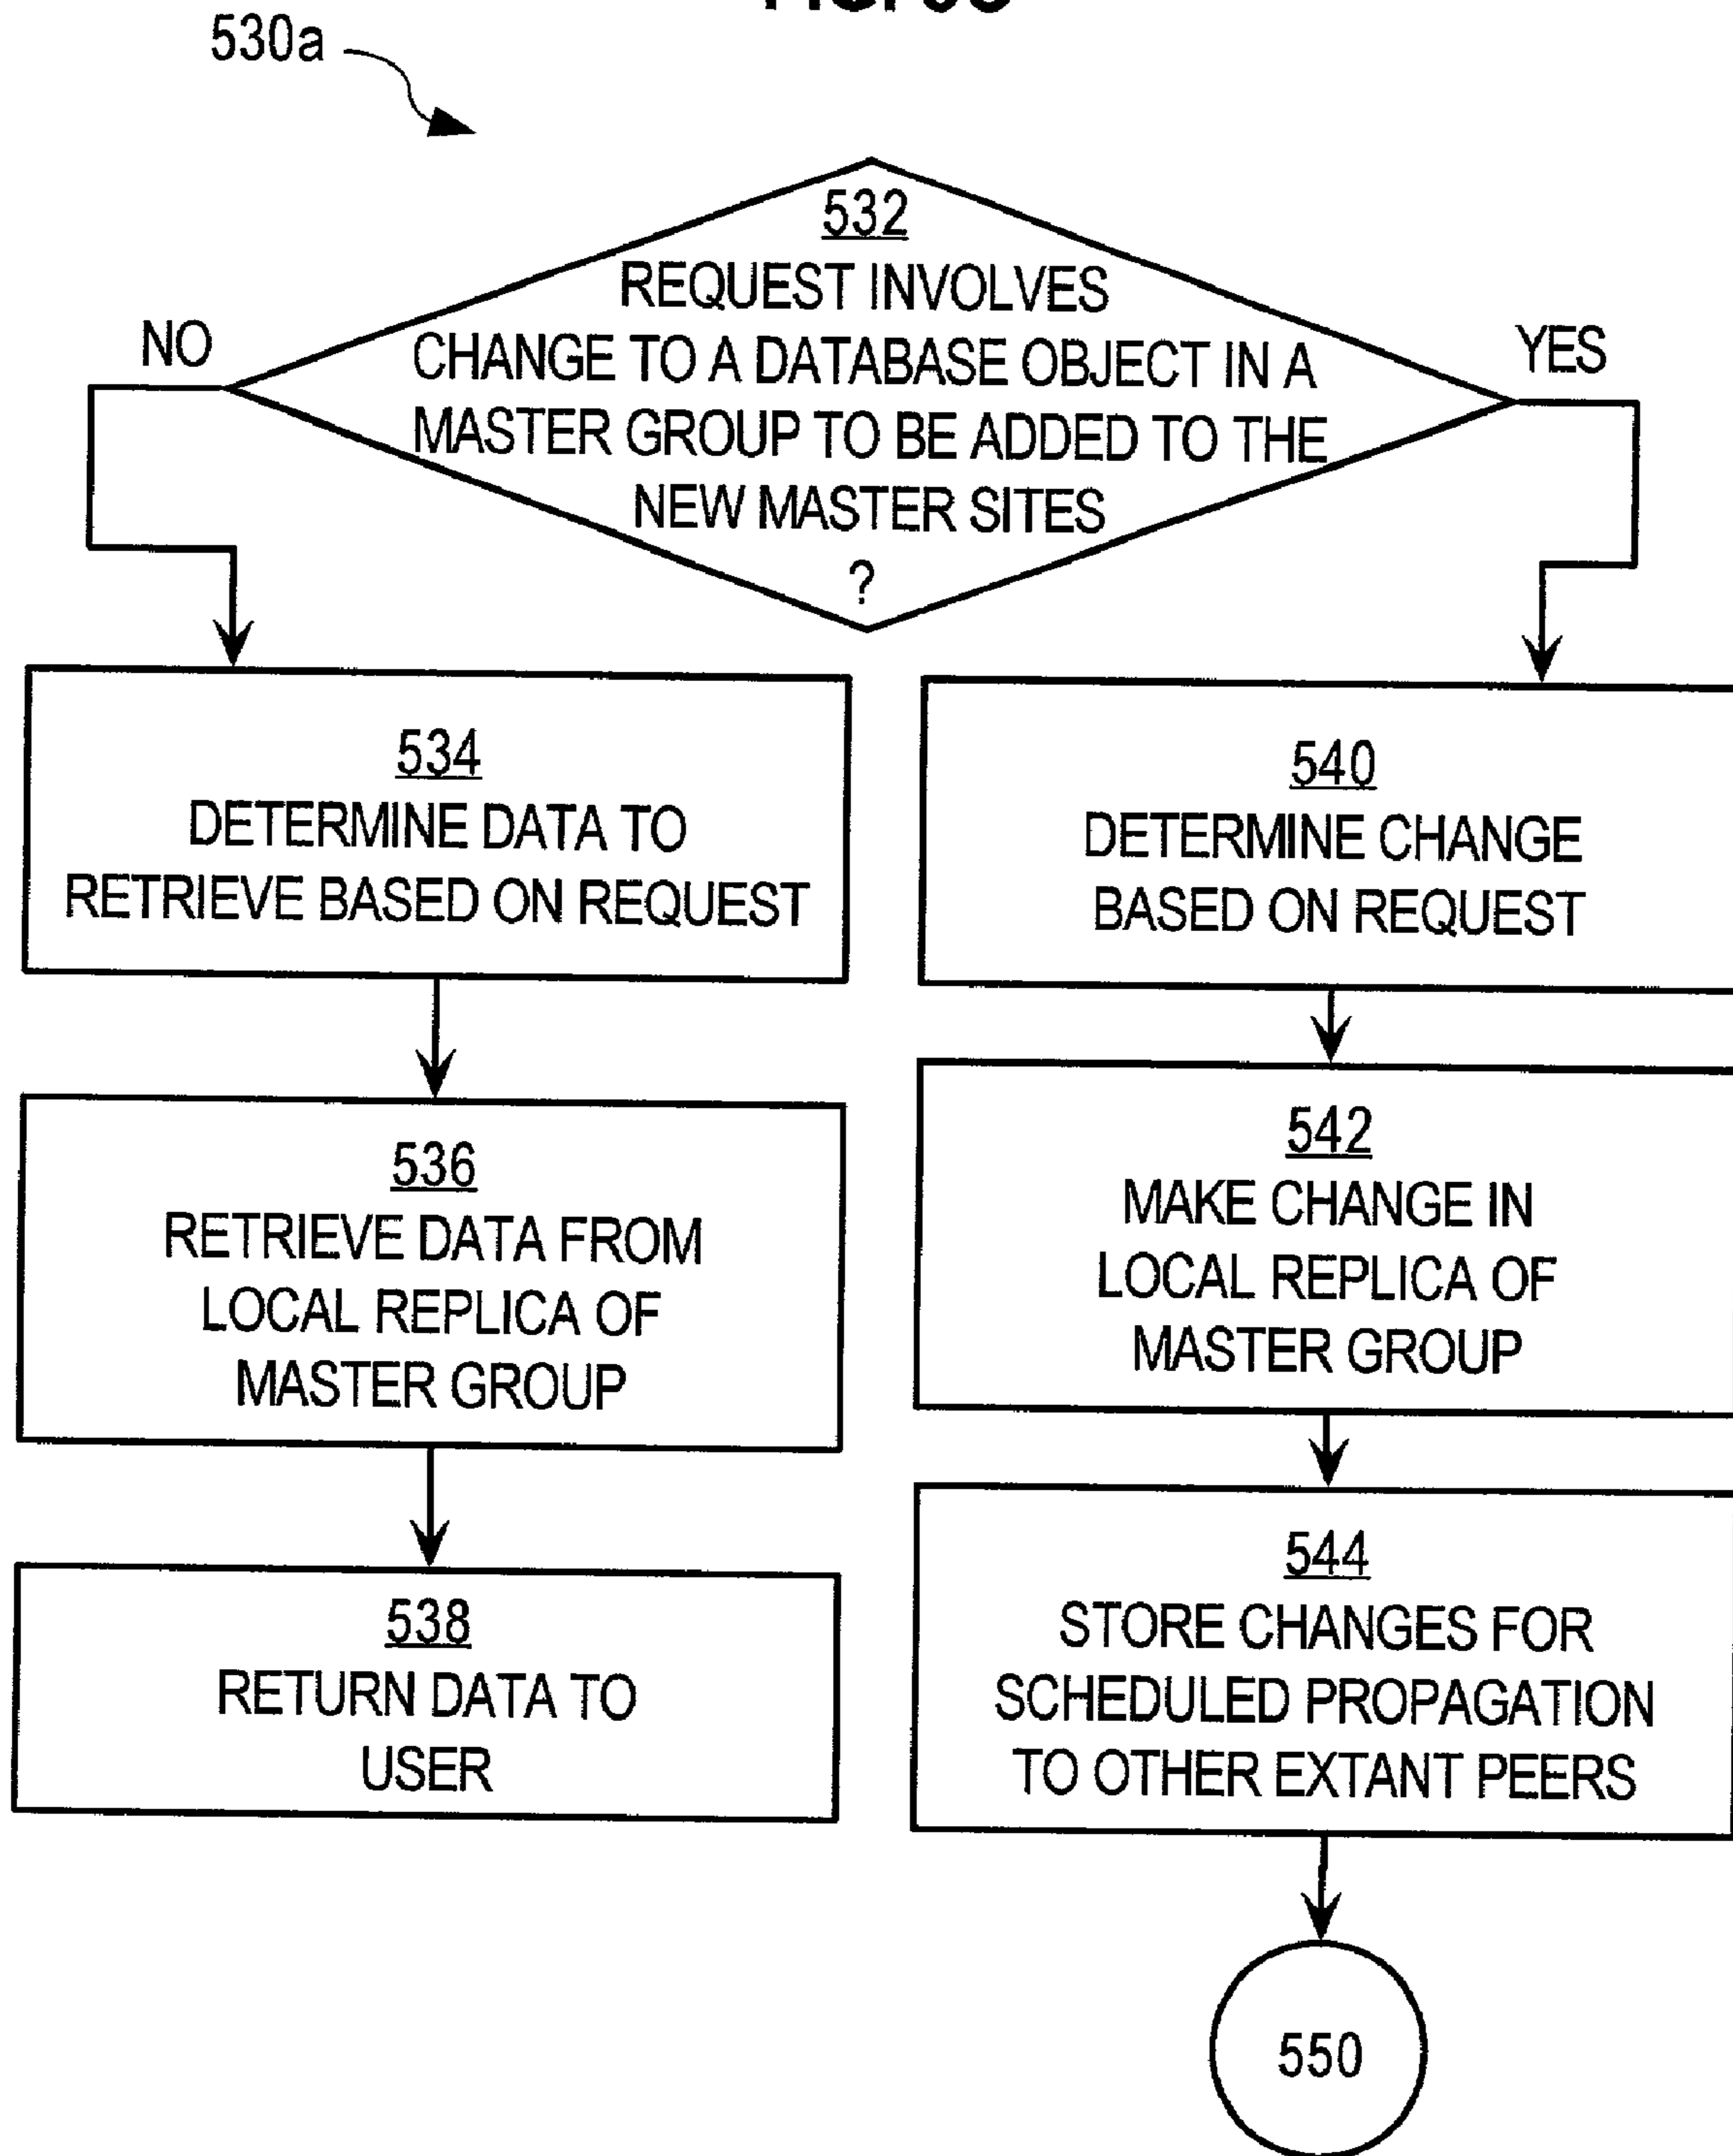 530a
532
REQUEST INVOLVES
CHANGE TO A DATABASE OBJECT IN A
MASTER GROUP TO BE ADDED TO THE
NEW MASTER SITES
?
NO
YES
534
DETERMINE DATA TO
RETRIEVE BASED ON REQUEST
536
RETRIEVE DATA FROM
LOCAL REPLICA OF
MASTER GROUP
538
RETURN DATA TO
USER
540
DETERMINE CHANGE
BASED ON REQUEST
542
MAKE CHANGE IN
LOCAL REPLICA OF
MASTER GROUP
544
STORE CHANGES FOR
SCHEDULED PROPAGATION
TO OTHER EXTANT PEERS
550